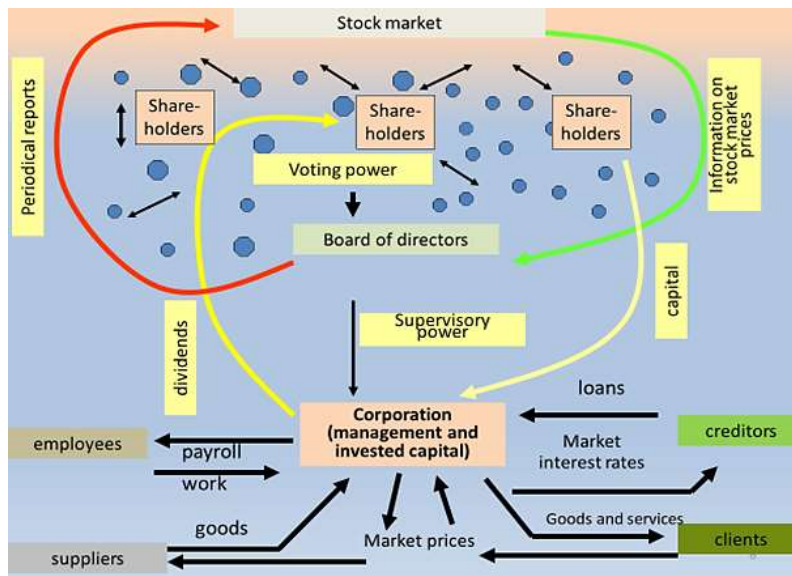 Stock market
Periodical reports
Share-
holders
Share-
holders
Share-
holders
Information on
stock market
prices
Voting power
Board of directors
capital
dividends
Supervisory
power
loans
Corporation
(management and
invested capital)
employees
creditors
payroll
Market
interest rates
work
goods
Goods and services
Market prices
clients
suppliers